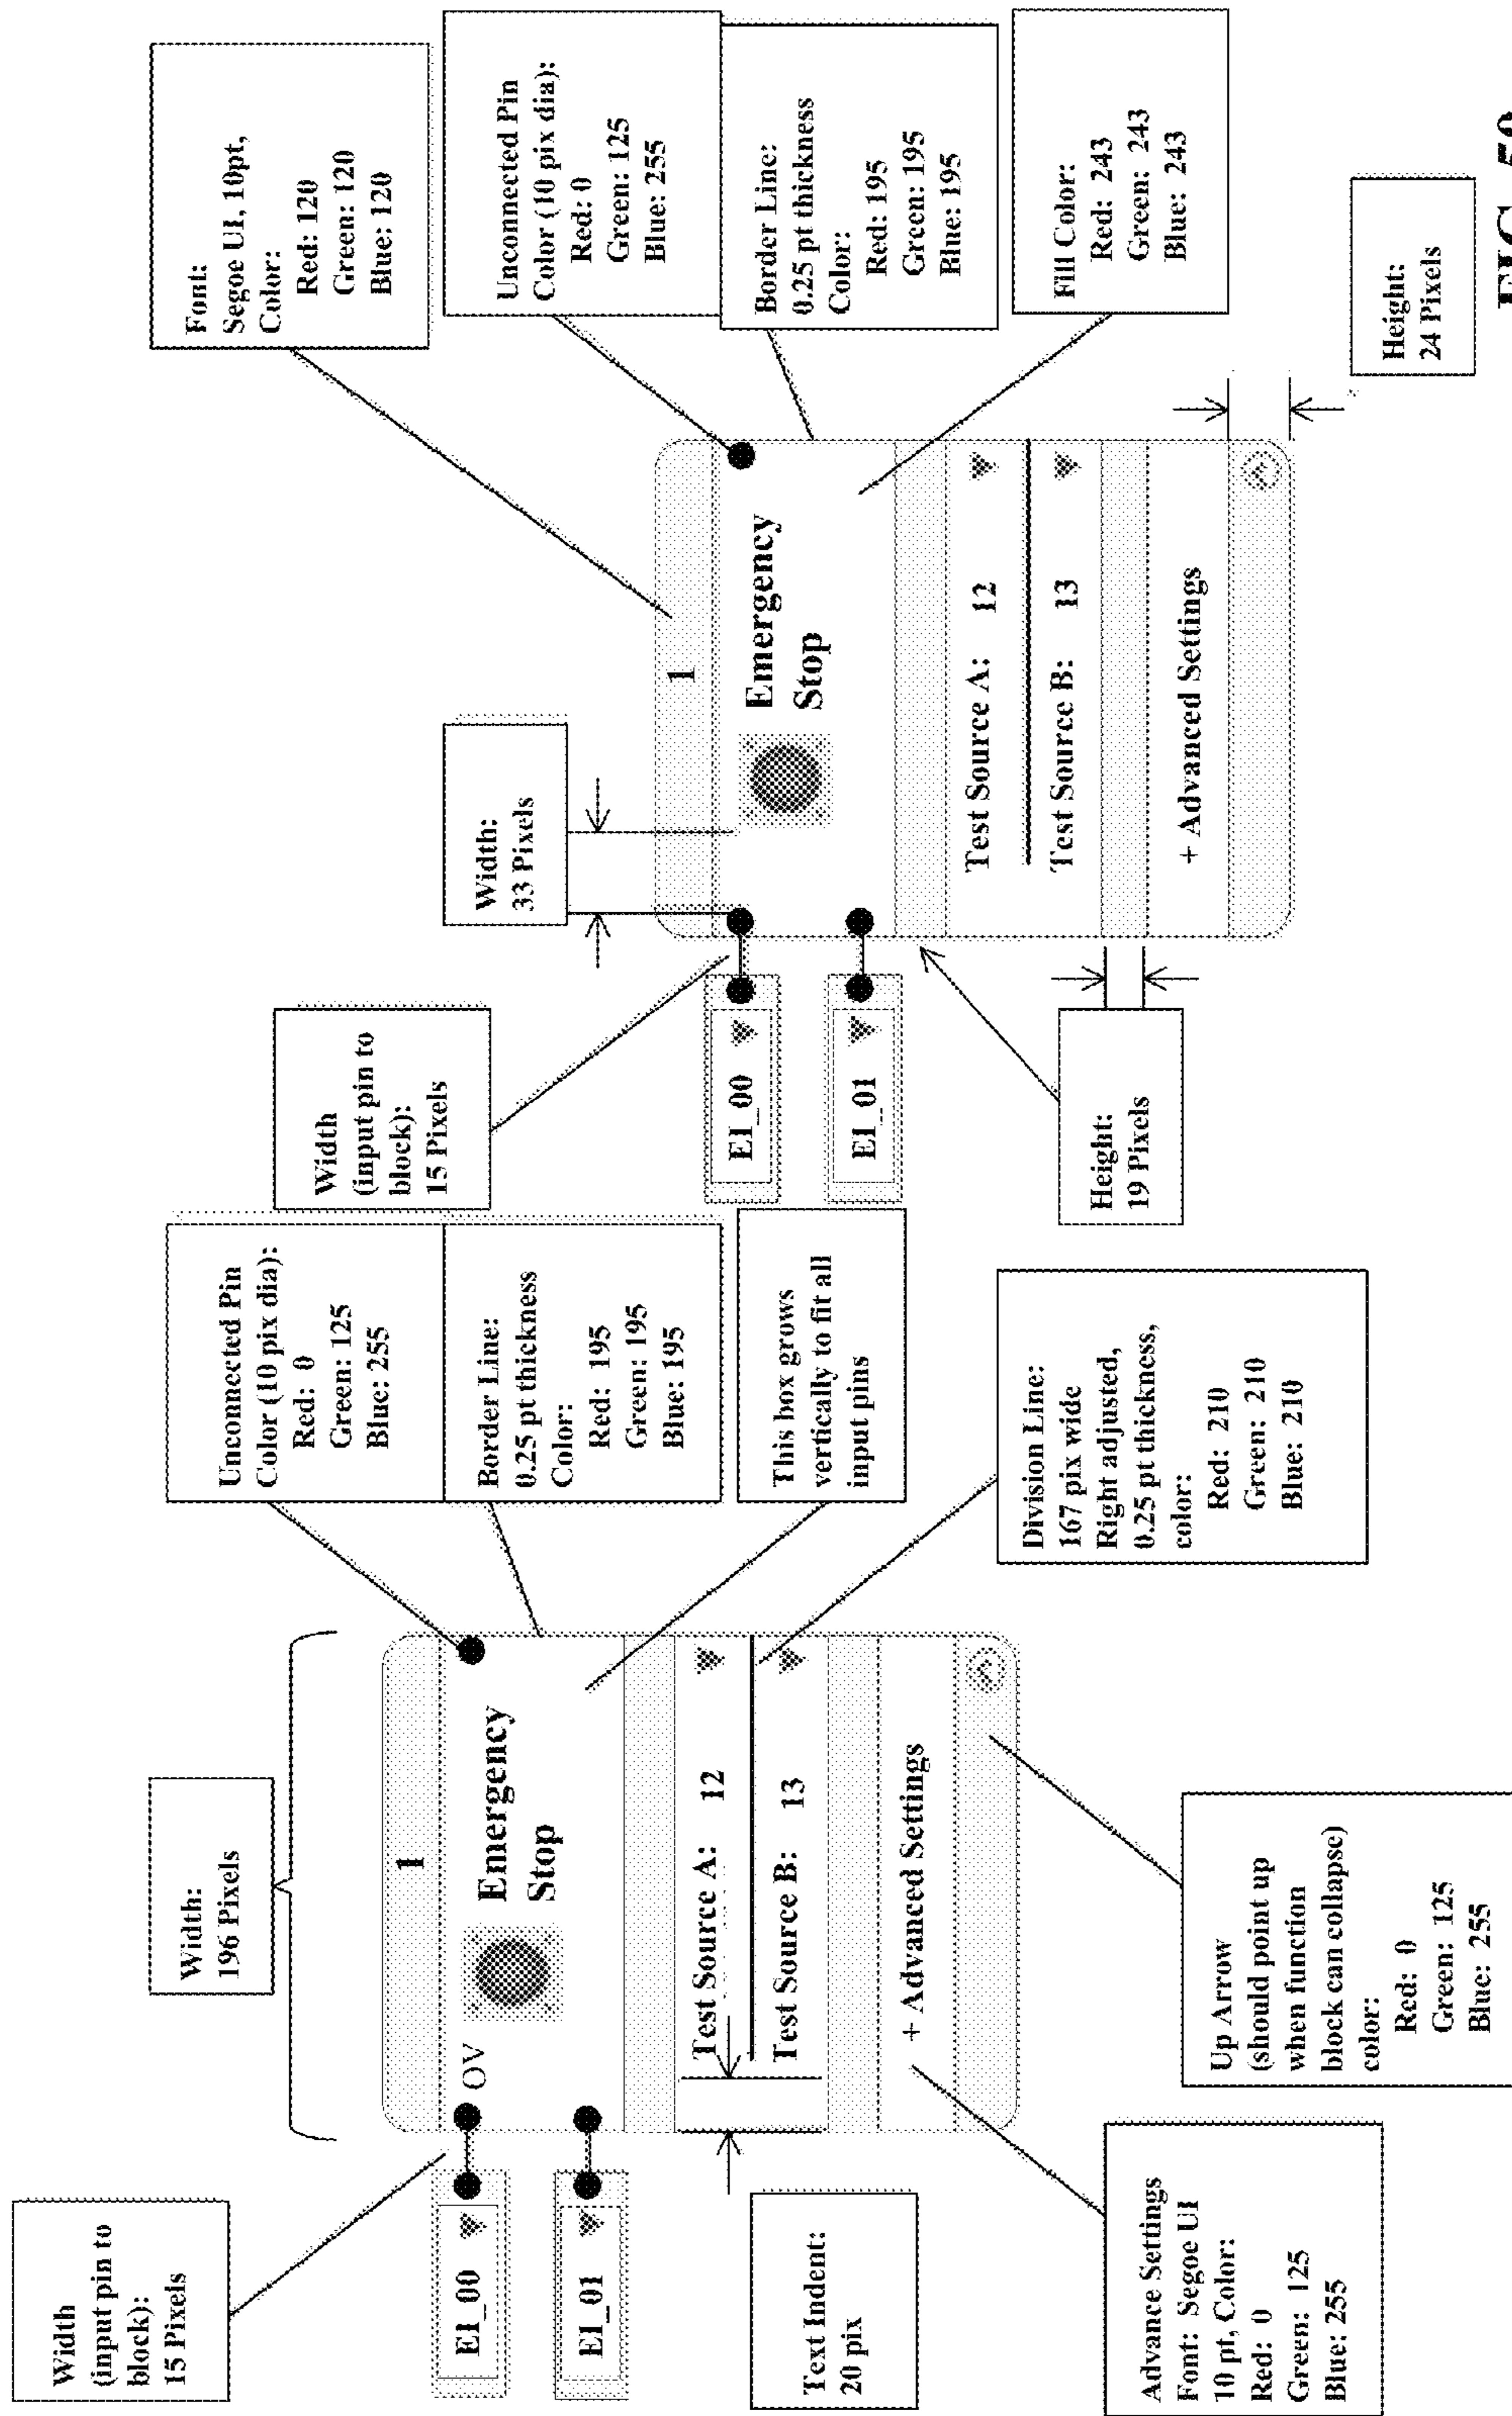 Width
(input pin to
block):
15 Pixels
Width:
196 Pixels
Unconnected Pin
Color (10 pix dia):
Red: 0
Green: 125
Blue: 255
Border Line:
0.25 pt thickness
Color:
Red: 195
Green: 195
Blue: 195
This box grows
vertically to fit all
input pins
Division Line:
167 pix wide
Right adjusted,
0.25 pt thickness,
color:
Red: 210
Green: 210
Blue: 210
EI_00
EI_01
OV
1
Emergency
Stop
Test Source A: 12
Test Source B: 13
+ Advanced Settings
Text Indent:
20 pix
Advance Settings
Font: Segoe UI
10 pt, Color:
Red: 0
Green: 125
Blue: 255
Up Arrow
(should point up
when function
block can collapse)
color:
Red: 0
Green: 125
Blue: 255
Width
(input pin to
block):
15 Pixels
Width:
33 Pixels
Font:
Segoe UI, 10pt,
Color:
Red: 120
Green: 120
Blue: 120
Unconnected Pin
Color (10 pix dia):
Red: 0
Green: 125
Blue: 255
Border Line:
0.25 pt thickness
Color:
Red: 195
Green: 195
Blue: 195
Fill Color:
Red: 243
Green: 243
Blue: 243
EI_00
EI_01
1
Emergency
Stop
Test Source A: 12
Test Source B: 13
+ Advanced Settings
Height:
19 Pixels
Height:
24 Pixels